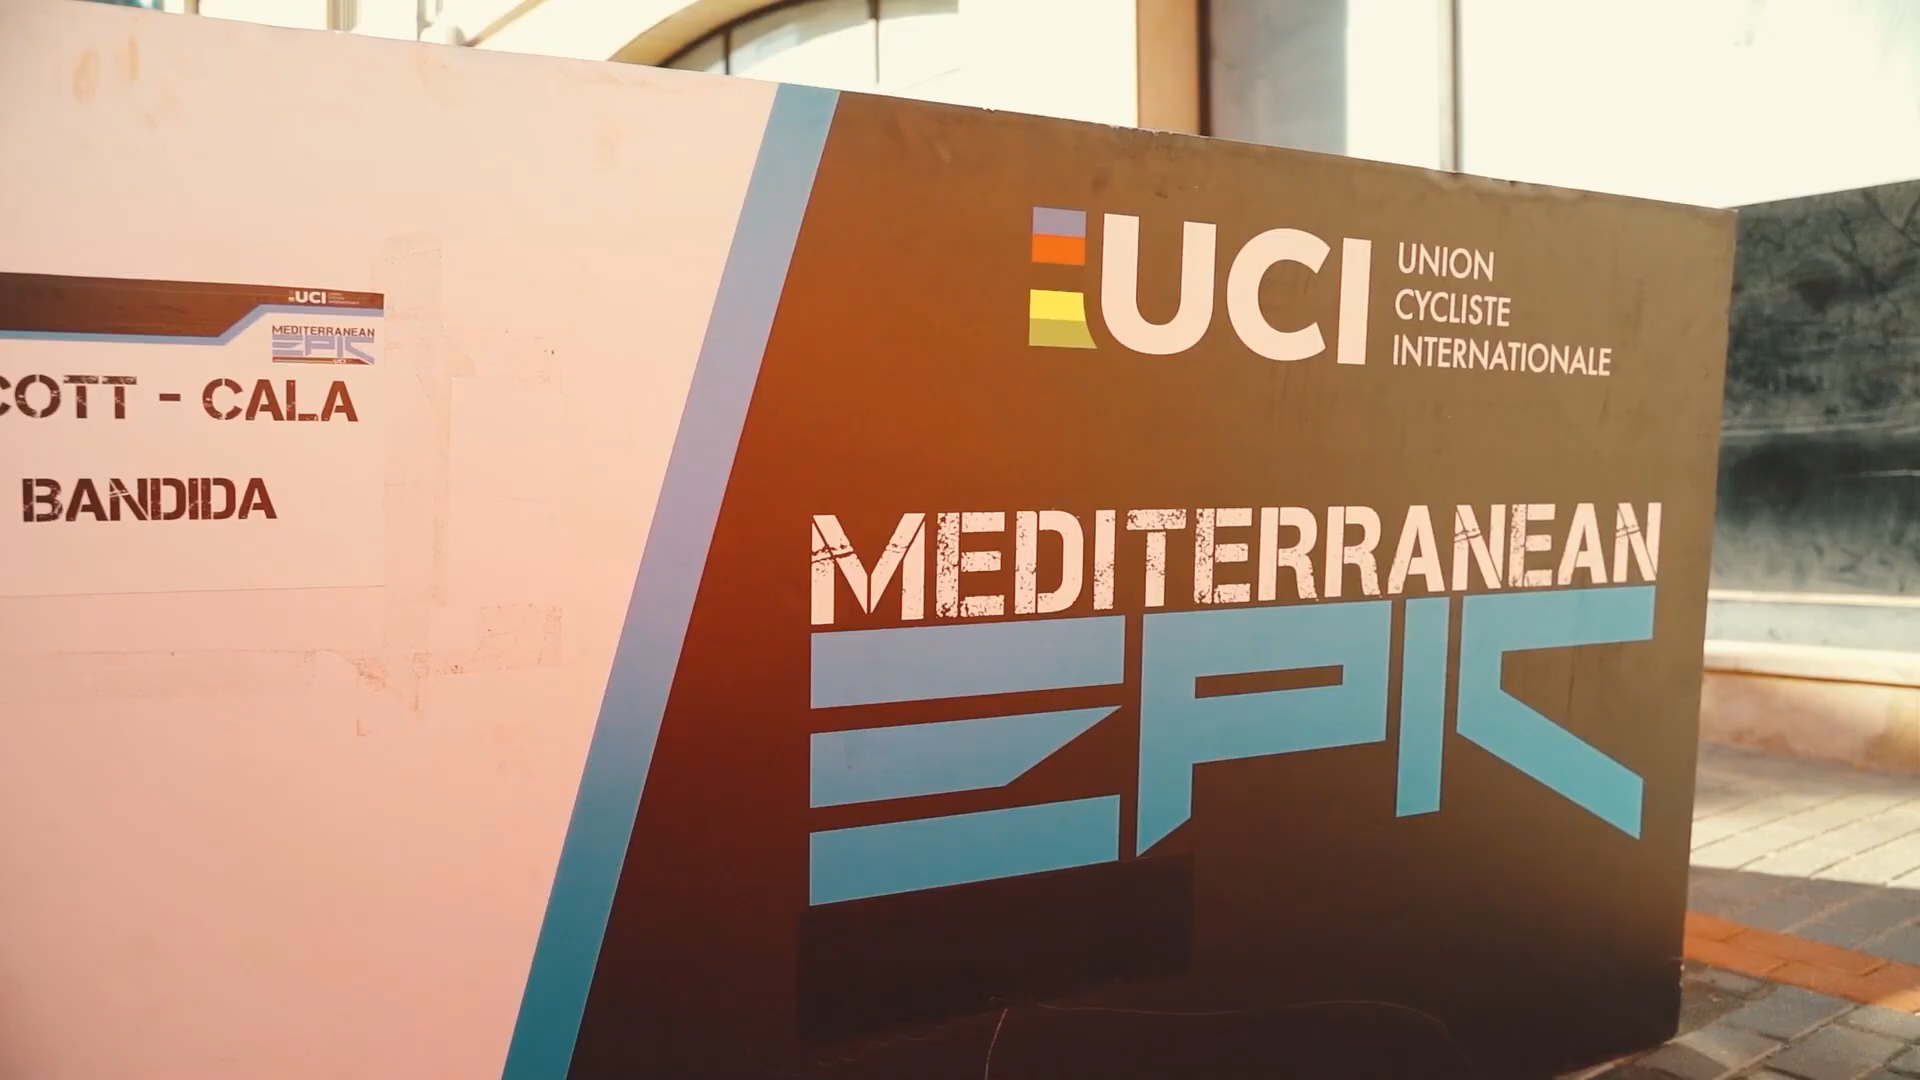 UCI
MEDITERRANEAN
EPIC
COTT - CALA
BANDIDA
UCI
UNION
CYCLISTE
INTERNATIONALE
MEDITERRANEAN
EPIC